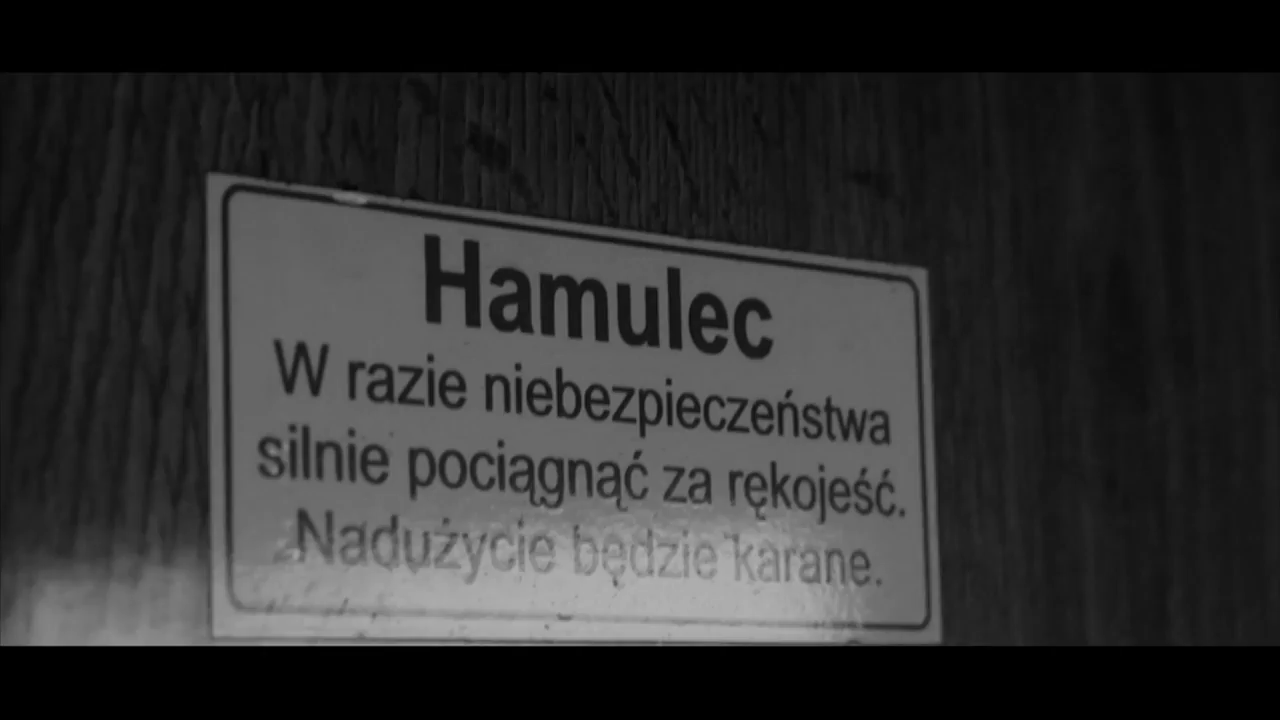 Hamulec
W razie niebezpieczeństwa
silnie pociągnąć za rękojeść.
Nadużycie będzie karane.